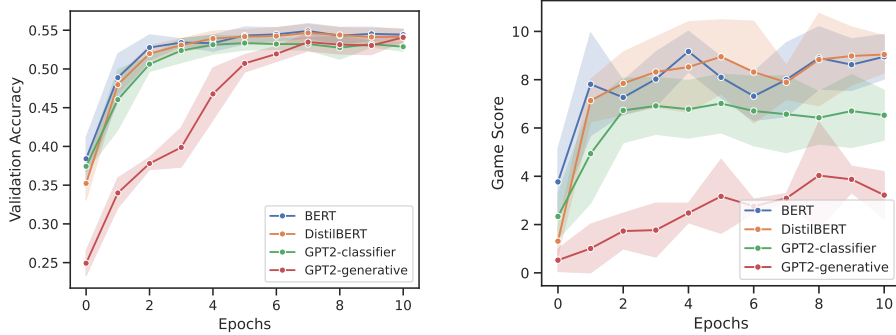 Validation Accuracy
0.55
0.50
0.45
0.40
0.35
0.30
0.25
0 2 4 6 8 10
Epochs
BERT
DistilBERT
GPT2-classifier
GPT2-generative
Game Score
10
8
6
4
2
0
0 2 4 6 8 10
Epochs
BERT
DistilBERT
GPT2-classifier
GPT2-generative